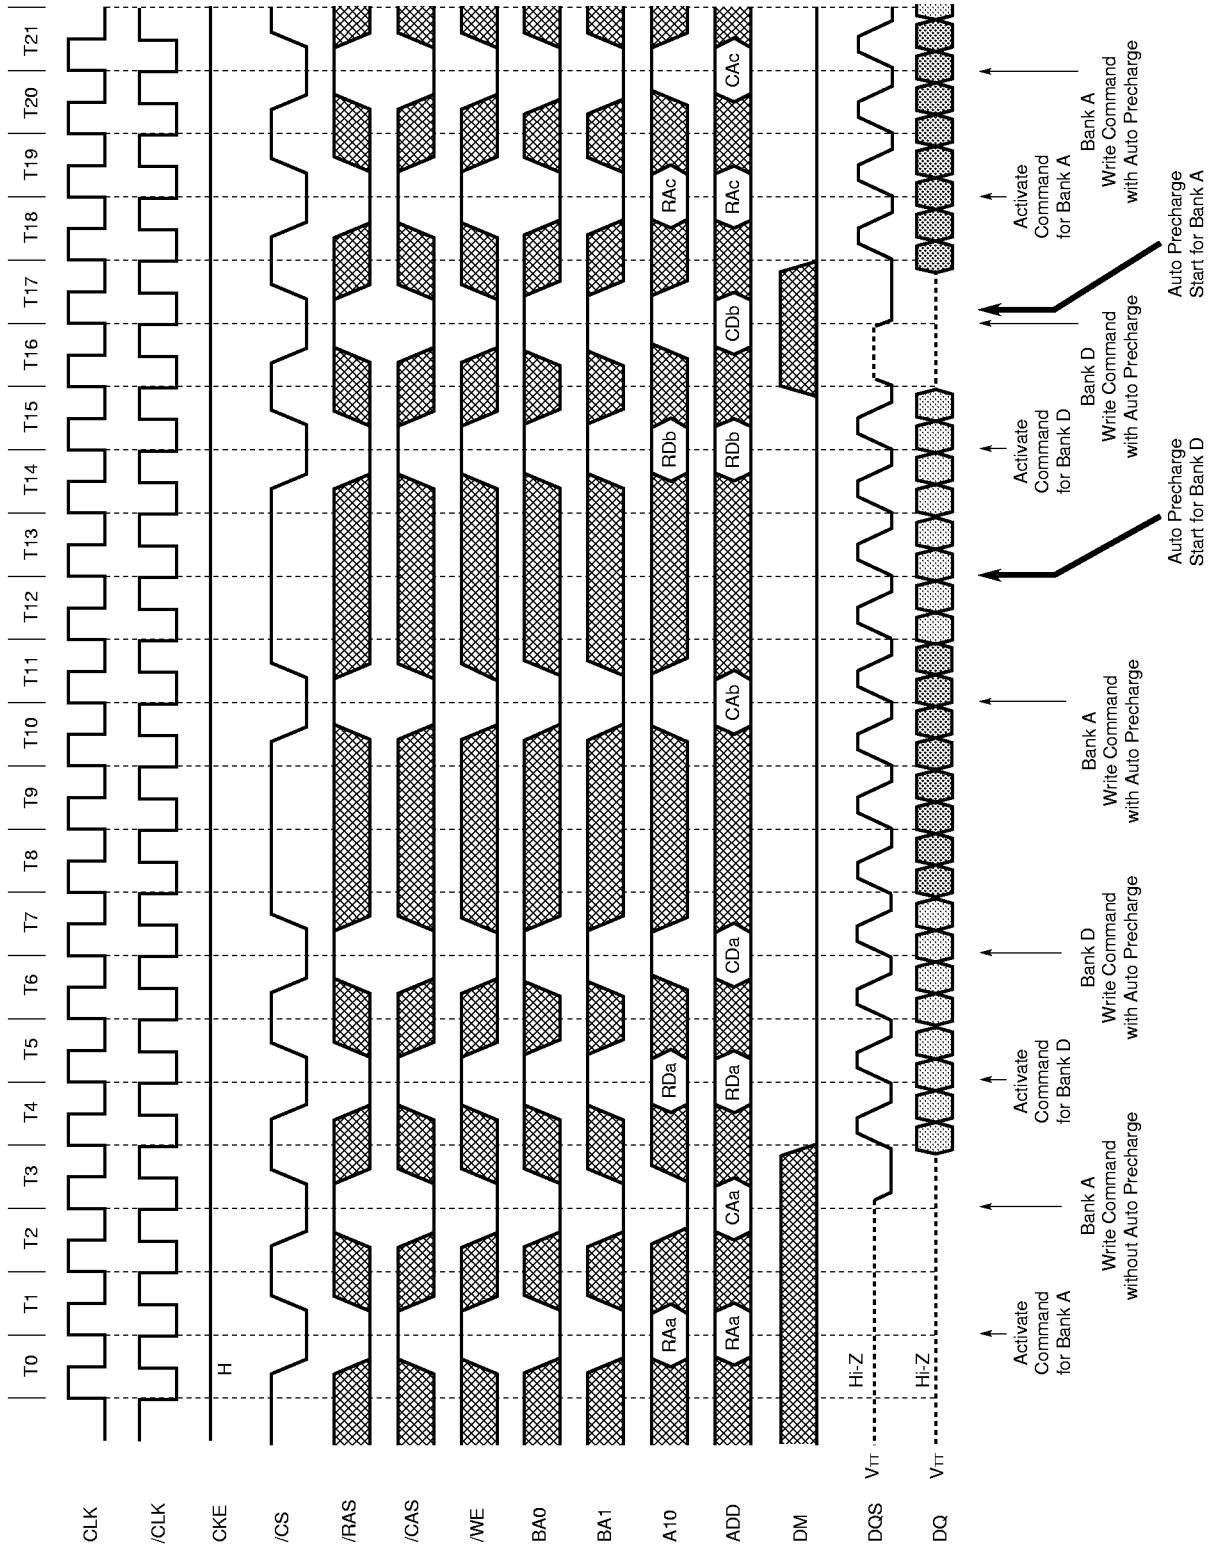 T0 T1 T2 T3 T4 T5 T6 T7 T8 T9 T10 T11 T12 T13 T14 T15 T16 T17 T18 T19 T20 T21
CLK
/CLK
CKE H
/CS
/RAS
/CAS
/WE
BA0
BA1
A10 RAa RDa RDb RAc
ADD RAa CAa RDa CDa CAb RDb CDb RAc CAc
DM
DQS VTT Hi-Z
DQ VTT Hi-Z
Activate
Command
for Bank A
Bank A
Write Command
without Auto Precharge
Activate
Command
for Bank D
Bank D
Write Command
with Auto Precharge
Bank A
Write Command
with Auto Precharge
Auto Precharge
Start for Bank D
Activate
Command
for Bank D
Bank D
Write Command
with Auto Precharge
Auto Precharge
Start for Bank A
Activate
Command
for Bank A
Bank A
Write Command
with Auto Precharge